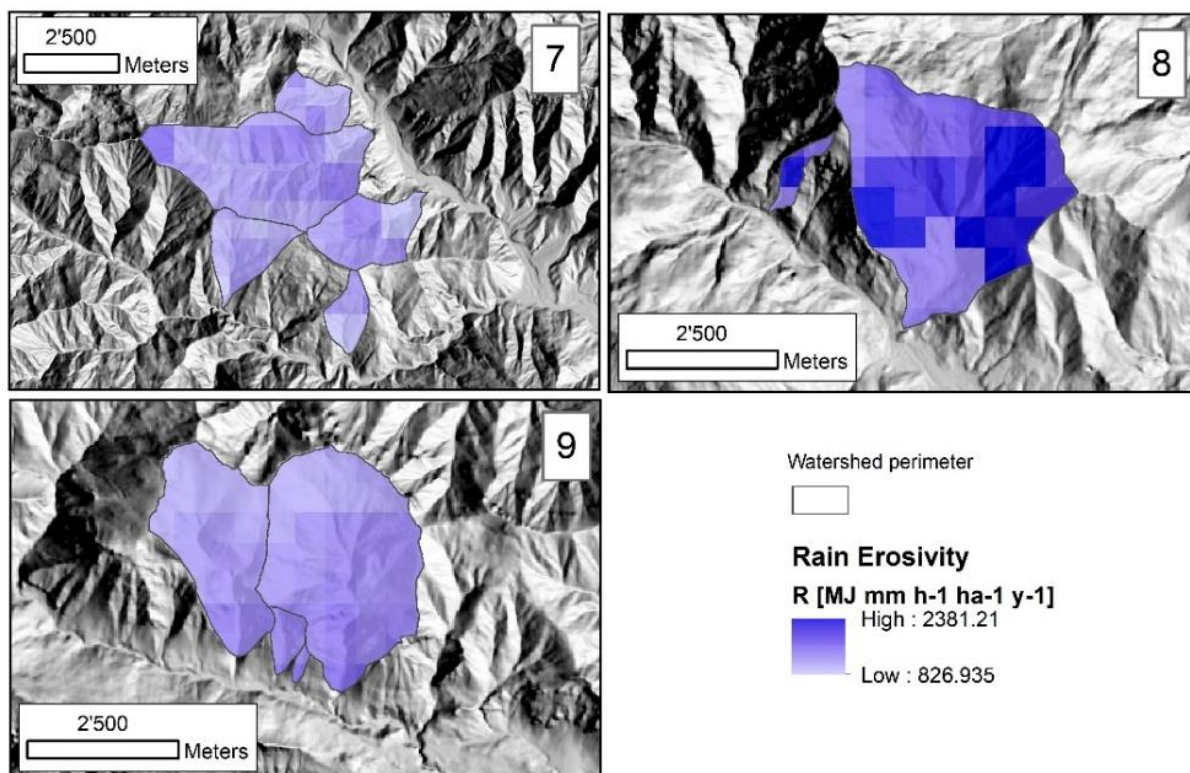 2'500
Meters
7
8
2'500
Meters
9
2'500
Meters
Watershed perimeter
Rain Erosivity
R [MJ mm h-1 ha-1 y-1]
High : 2381.21
Low : 826.935